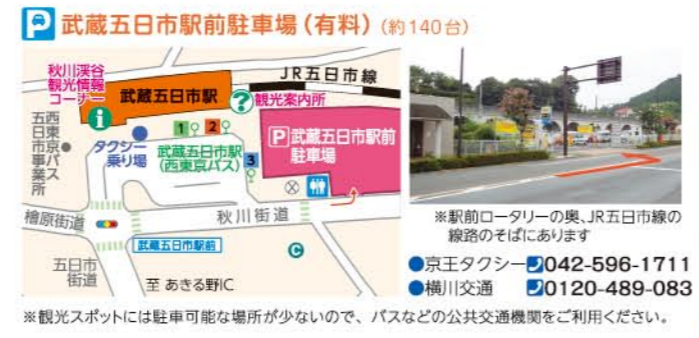 P 武蔵五日市駅前駐車場(有料)(約140台)
秋川渓谷
観光情報
コーナー
武蔵五日市駅
JR五日市線
?観光案内所
i
タクシー
乗り場
1 2
武蔵五日市駅
(西東京バス)
3
P武蔵五日市駅前
駐車場
西東京バス
五日市事業所
檜原街道
秋川街道
武蔵五日市駅前
五日市
街道
至 あきる野IC
C
※駅前ロータリーの奥、JR五日市線の
線路のそばにあります
●京王タクシー 042-596-1711
●横川交通 0120-489-083
※観光スポットには駐車可能な場所が少ないので、バスなどの公共交通機関をご利用ください。